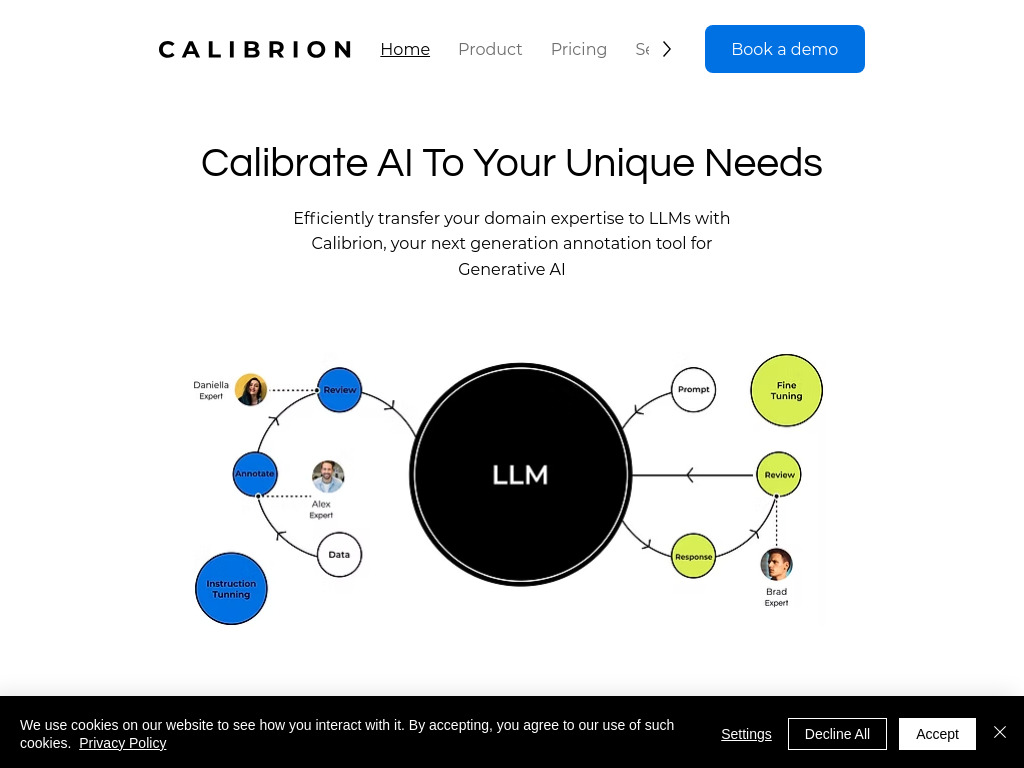 CALIBRION
Home
Product
Pricing
Book a demo
Calibrate AI To Your Unique Needs
Efficiently transfer your domain expertise to LLMs with
Calibrion, your next generation annotation tool for
Generative AI
Daniella
Expert
Review
Annotate
Alex
Expert
Data
Instruction
Tunning
LLM
Prompt
Fine
Tuning
Review
Response
Brad
Expert
We use cookies on our website to see how you interact with it. By accepting, you agree to our use of such
cookies. Privacy Policy
Settings
Decline All
Accept